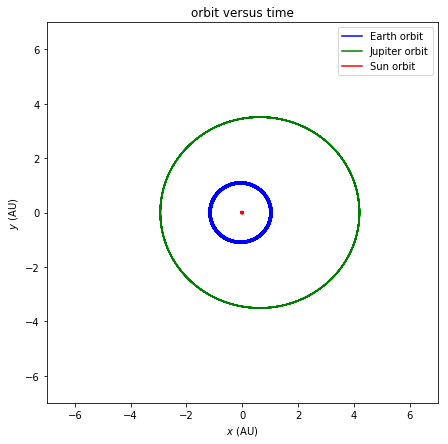 orbit versus time
Earth orbit
Jupiter orbit
Sun orbit
6
4
2
0
−2
−4
−6
y (AU)
−6 −4 −2 0 2 4 6
x (AU)